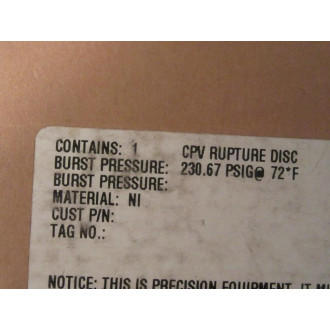 CONTAINS: 1 CPV RUPTURE DISC
BURST PRESSURE: 230.67 PSIG@ 72*F
BURST PRESSURE:
MATERIAL: NI
CUST P/N:
TAG NO.:
NOTICE: THIS IS PRECISION EQUIPMENT. IT